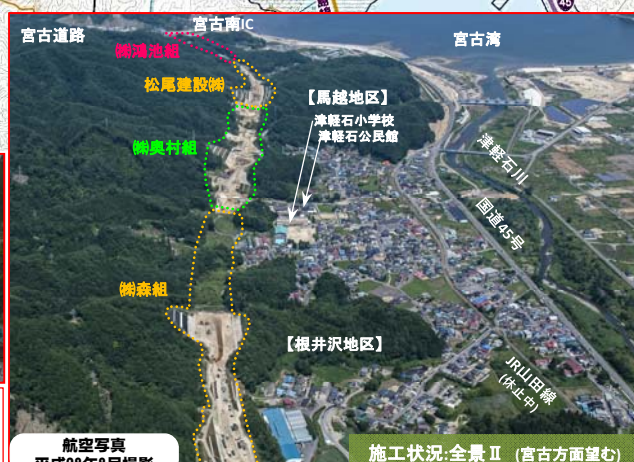 宮古道路
宮古南IC
宮古湾
㈱鴻池組
松尾建設㈱
【馬越地区】
津軽石小学校
津軽石公民館
㈱奥村組
津軽石川
国道45号
㈱森組
【根井沢地区】
JR山田線
(休止中)
航空写真
施工状況:全景Ⅱ (宮古方面望む)
45